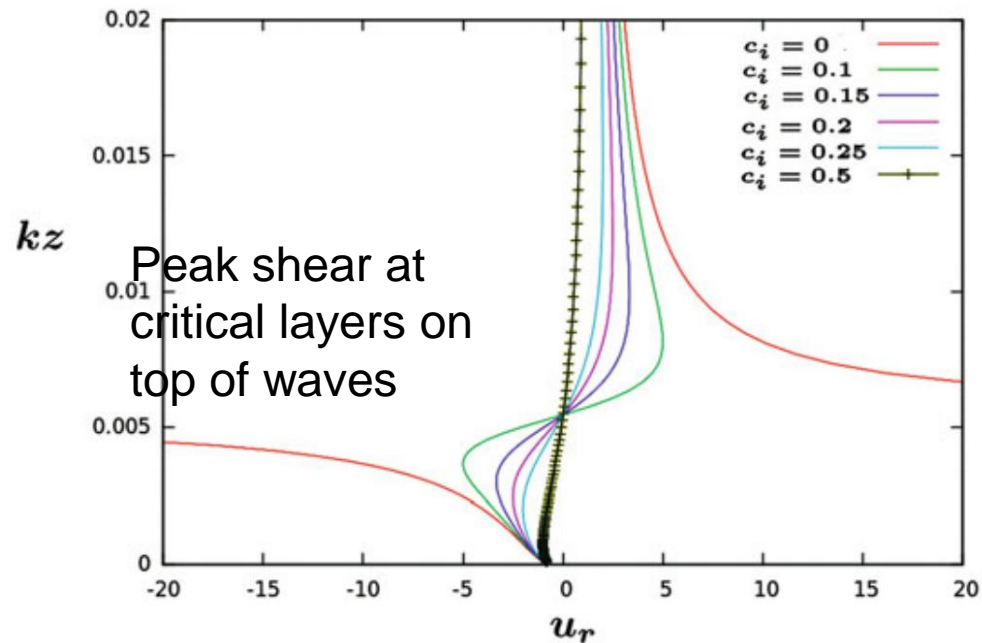 0.02
0.015
0.01
0.005
0
kz
c_i = 0
c_i = 0.1
c_i = 0.15
c_i = 0.2
c_i = 0.25
c_i = 0.5
Peak shear at
critical layers on
top of waves
-20 -15 -10 -5 0 5 10 15 20
u_r